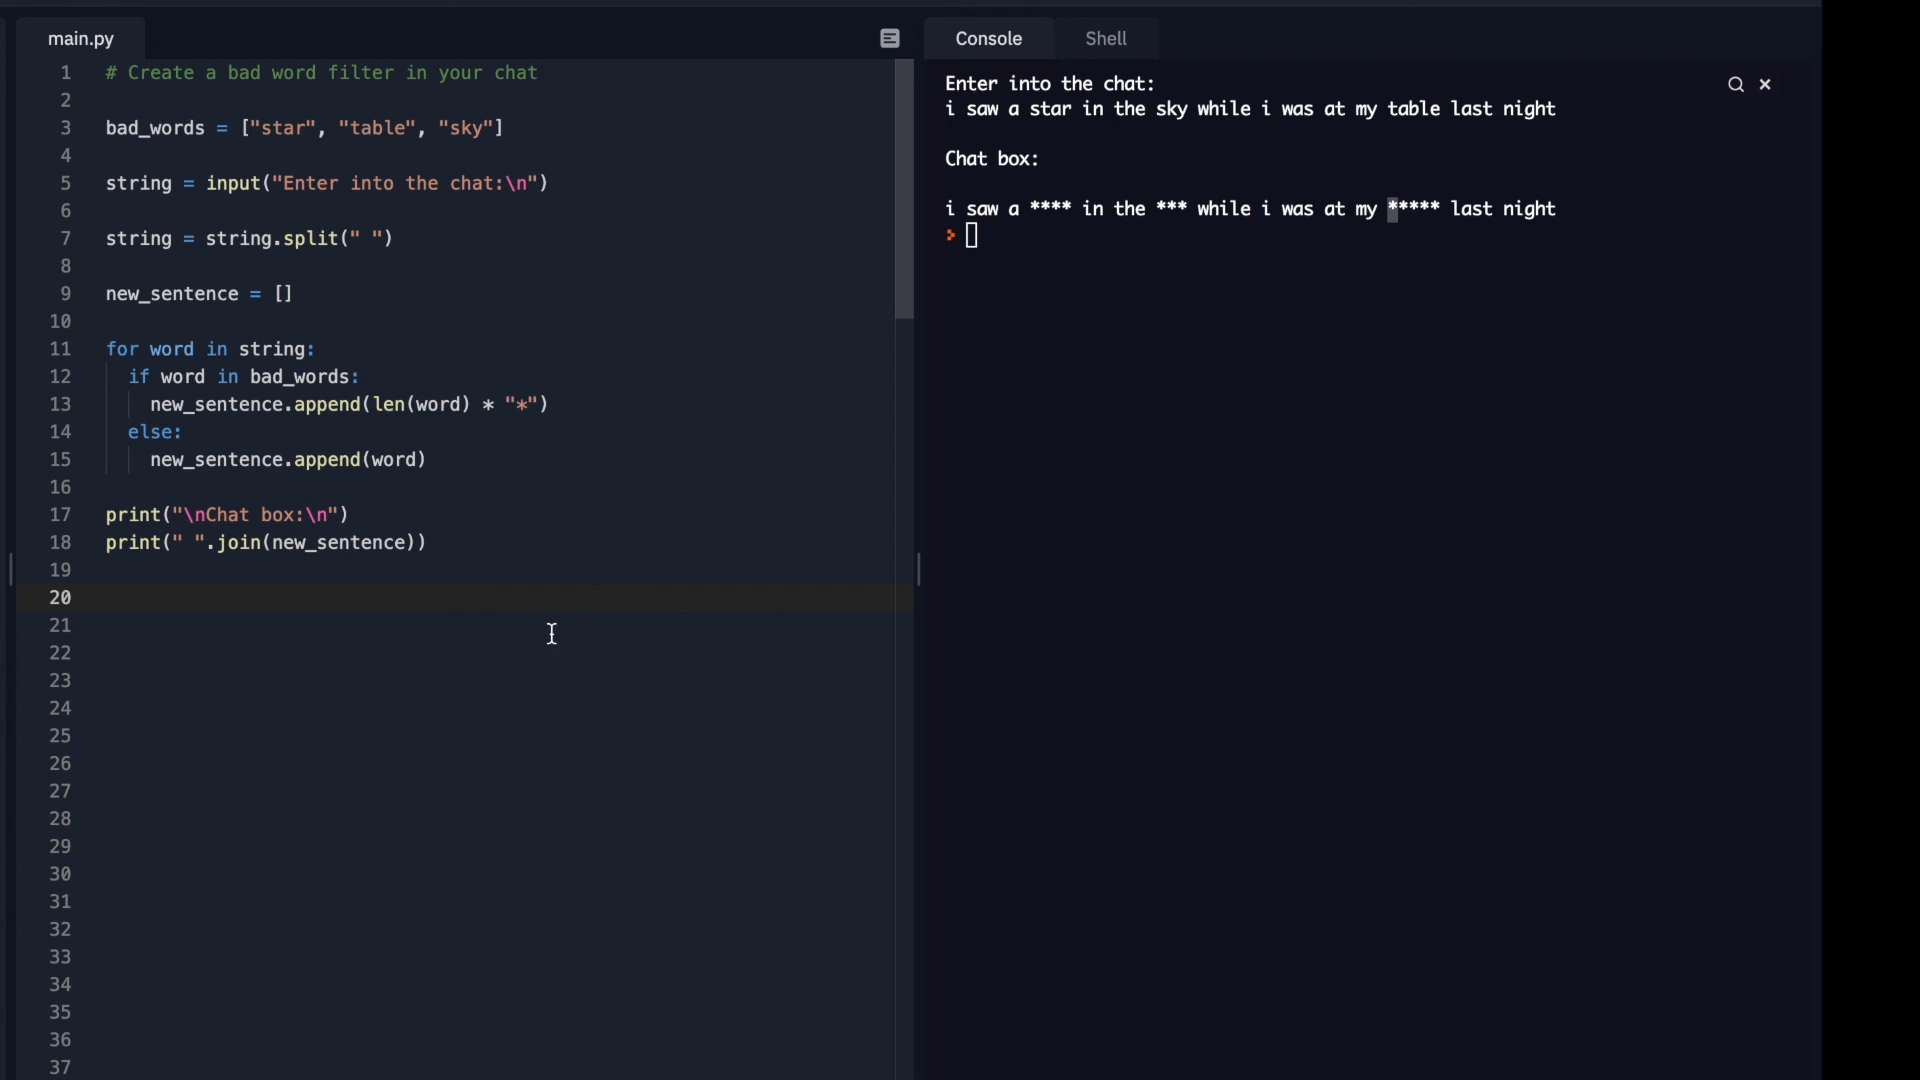 main.py
1 # Create a bad word filter in your chat
2
3 bad_words = ["star", "table", "sky"]
4
5 string = input("Enter into the chat:\n")
6
7 string = string.split(" ")
8
9 new_sentence = []
10
11 for word in string:
12   if word in bad_words:
13     new_sentence.append(len(word) * "*")
14   else:
15     new_sentence.append(word)
16
17 print("\nChat box:\n")
18 print(" ".join(new_sentence))
19
20
21
22
23
24
25
26
27
28
29
30
31
32
33
34
35
36
37
Console Shell
Enter into the chat:
i saw a star in the sky while i was at my table last night
Chat box:
i saw a **** in the *** while i was at my ***** last night
>